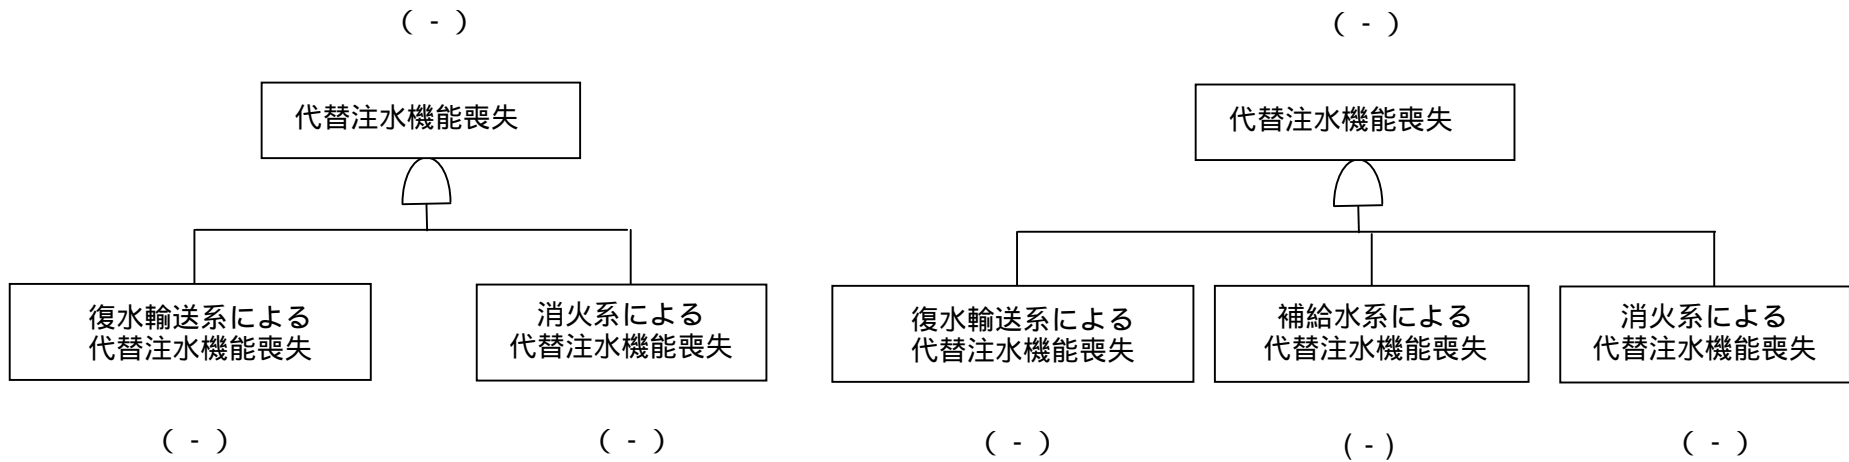 ( - )
代替注水機能喪失
復水輸送系による
代替注水機能喪失
消火系による
代替注水機能喪失
( - )
( - )
( - )
代替注水機能喪失
復水輸送系による
代替注水機能喪失
補給水系による
代替注水機能喪失
消火系による
代替注水機能喪失
( - )
( - )
( - )